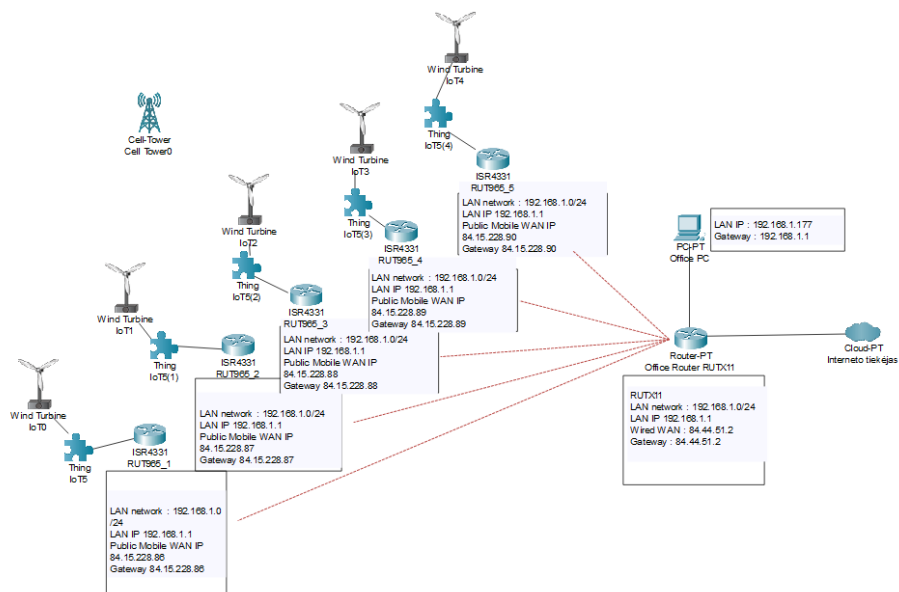 Wind Turbine
IoT4
Cell-Tower
Cell Tower0
Thing
IoT5(4)
Wind Turbine
IoT3
ISR4331
RUT965_5
LAN network : 192.168.1.0/24
LAN IP 192.168.1.1
Public Mobile WAN IP
84.15.228.90
Gateway 84.15.228.90
LAN IP : 192.168.1.177
Gateway : 192.168.1.1
PC-PT
Office PC
Wind Turbine
IoT2
Thing
IoT5(3)
ISR4331
RUT965_4
LAN network : 192.168.1.0/24
LAN IP 192.168.1.1
Public Mobile WAN IP
84.15.228.89
Gateway 84.15.228.89
Wind Turbine
IoT1
Thing
IoT5(2)
ISR4331
RUT965_3
LAN network : 192.168.1.0/24
LAN IP 192.168.1.1
Public Mobile WAN IP
84.15.228.88
Gateway 84.15.228.88
Router-PT
Office Router RUTX11
Cloud-PT
Interneto tiekėjas
Thing
IoT5(1)
ISR4331
RUT965_2
LAN network : 192.168.1.0/24
LAN IP 192.168.1.1
Public Mobile WAN IP
84.15.228.87
Gateway 84.15.228.87
RUTX11
LAN network : 192.168.1.0/24
LAN IP 192.168.1.1
Wired WAN : 84.44.51.2
Gateway : 84.44.51.2
Wind Turbine
IoT0
Thing
IoT5
ISR4331
RUT965_1
LAN network : 192.168.1.0
/24
LAN IP 192.168.1.1
Public Mobile WAN IP
84.15.228.86
Gateway 84.15.228.86